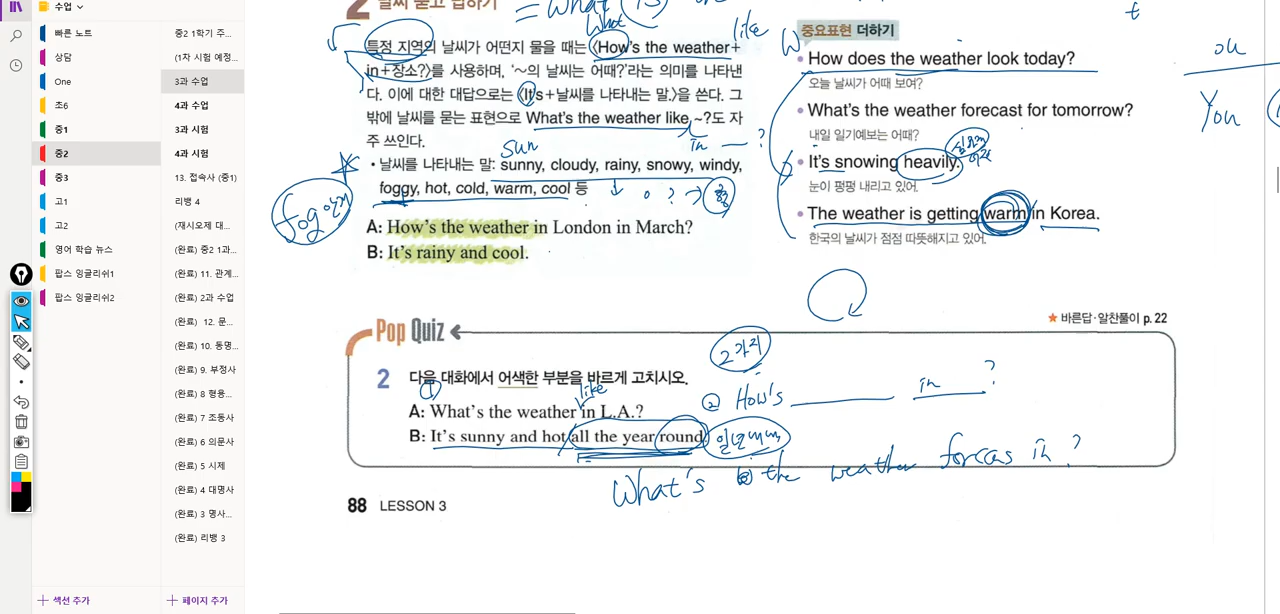 수업
빠른 노트
상담
One
초6
중1
중2
중3
고1
고2
영어 학습 뉴스
팝스 잉글리쉬1
팝스 잉글리쉬2
섹션 추가
중2 1학기 주...
(1차 시험 예정...
3과 수업
4과 수업
3과 시험
4과 시험
13. 접속사 (중1)
리빙 4
(재시오제 대...
(완료) 중2 1과...
(완료) 11. 관계...
(완료) 2과 수업
(완료) 12. 문...
(완료) 10. 동명...
(완료) 9. 부정사
(완료) 8 형용...
(완료) 7 조동사
(완료) 6 의문사
(완료) 5 시제
(완료) 4 대명사
(완료) 3 명사...
(완료) 리빙 3
페이지 추가
2 날씨 묻고 답하기
= What is
What like
특정 지역의 날씨가 어떤지 물을 때는 〈How's the weather+
in+장소?〉를 사용하며, '~의 날씨는 어때?'라는 의미를 나타낸
다. 이에 대한 대답으로는 〈It's+날씨를 나타내는 말.〉을 쓴다. 그
밖에 날씨를 묻는 표현으로 What's the weather like ~?도 자
주 쓰인다.
in ?
sun
• 날씨를 나타내는 말: sunny, cloudy, rainy, snowy, windy,
foggy, hot, cold, warm, cool 등
fog 안개
A: How's the weather in London in March?
B: It's rainy and cool.
중요표현 더하기
• How does the weather look today?
오늘 날씨가 어때 보여?
• What's the weather forecast for tomorrow?
내일 일기예보는 어때?
• It's snowing heavily.
눈이 펑펑 내리고 있어.
• The weather is getting warm in Korea.
한국의 날씨가 점점 따뜻해지고 있어.
ou
You
t
Pop Quiz
★ 바른답·알찬풀이 p. 22
2 다음 대화에서 어색한 부분을 바르게 고치시오.
2가지
① like
A: What's the weather in L.A.?
② How's in ?
B: It's sunny and hot all the year round.
일년내내
What's the weather forcas in ?
88 LESSON 3